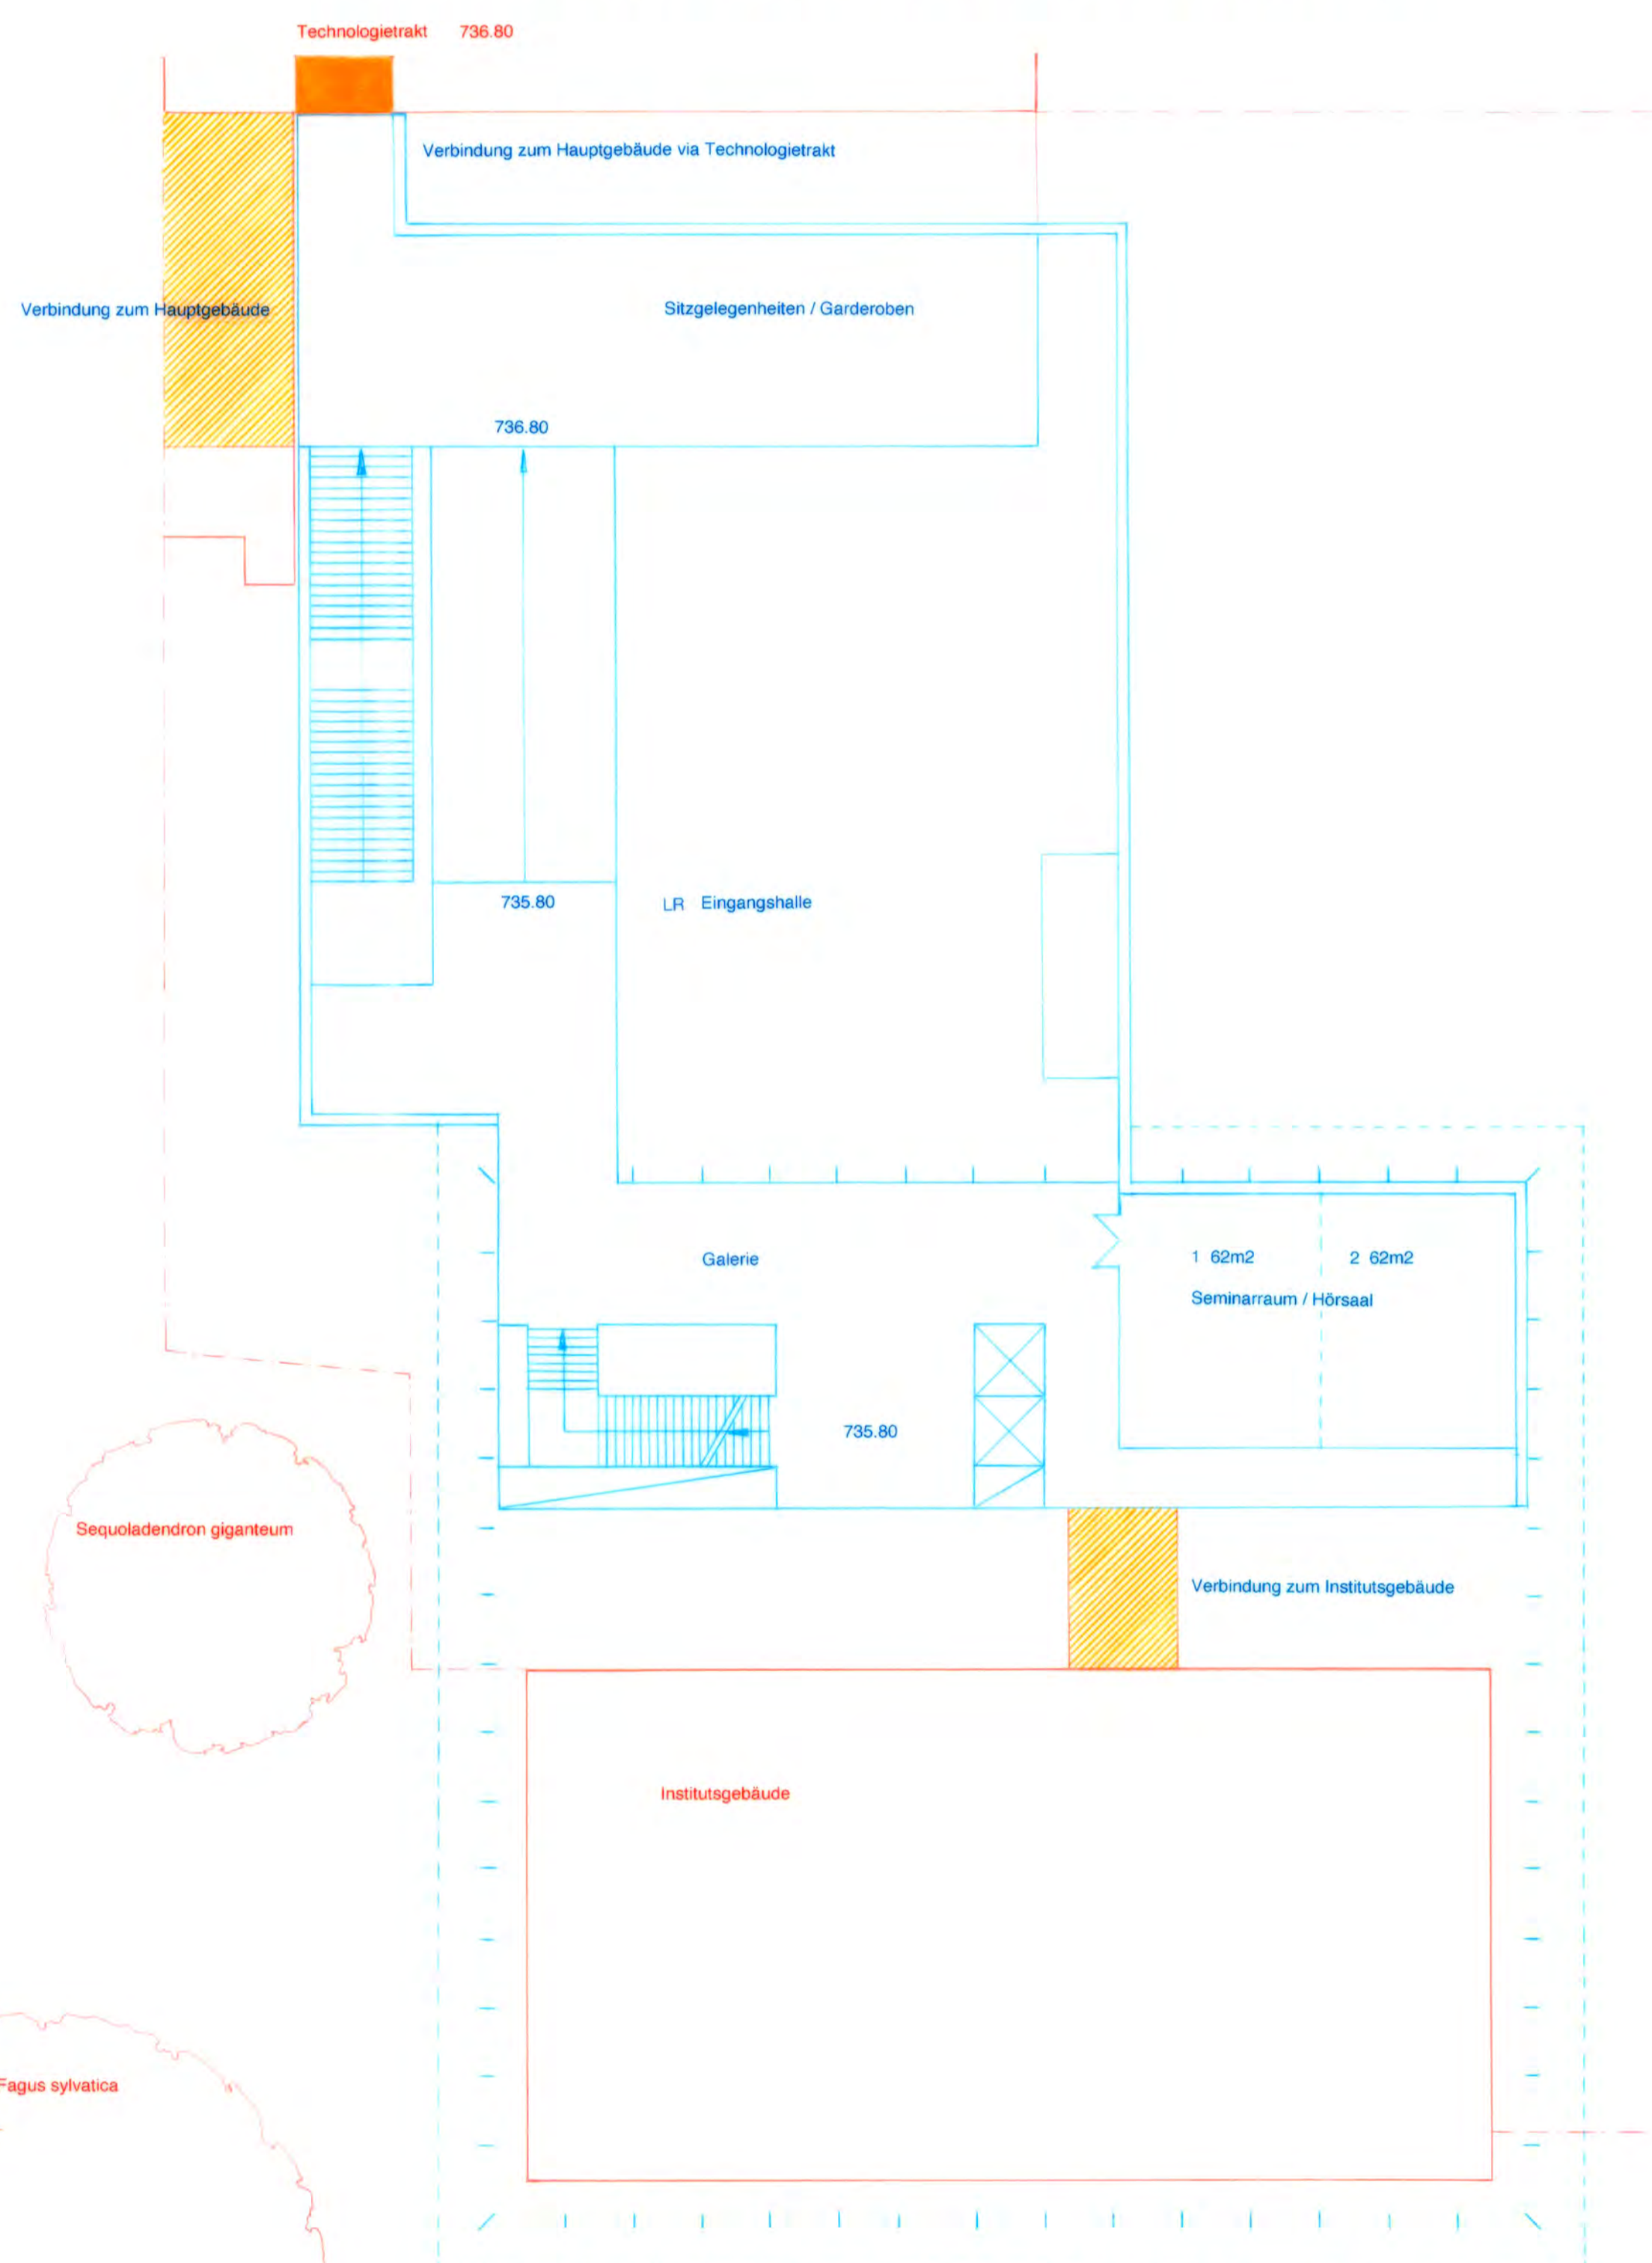 Technologietrakt 736.80
Verbindung zum Hauptgebäude via Technologietrakt
Verbindung zum Hauptgebäude
Sitzgelegenheiten / Garderoben
736.80
735.80
LR Eingangshalle
Galerie
1 62m2
2 62m2
Seminarraum / Hörsaal
735.80
Sequoladendron giganteum
Verbindung zum Institutsgebäude
Institutsgebäude
Fagus sylvatica